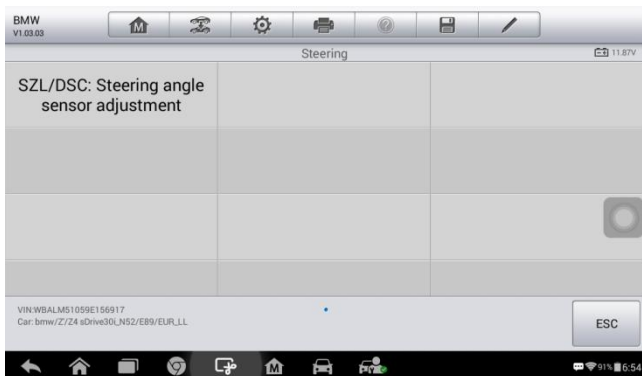 BMW
V1.03.03
M
Steering
11.87V
SZL/DSC: Steering angle
sensor adjustment
VIN:WBALM51059E156917
Car: bmw/Z'/Z4 sDrive30i_N52/E89/EUR_LL
ESC
M
91% 6:54